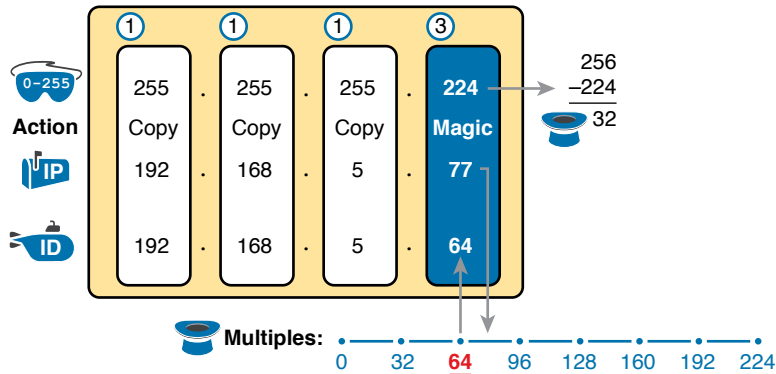 1 1 1 3
0–255 255 . 255 . 255 . 224 256
–224
32
Action Copy Copy Copy Magic
IP 192 . 168 . 5 . 77
ID 192 . 168 . 5 . 64
Multiples:
0 32 64 96 128 160 192 224